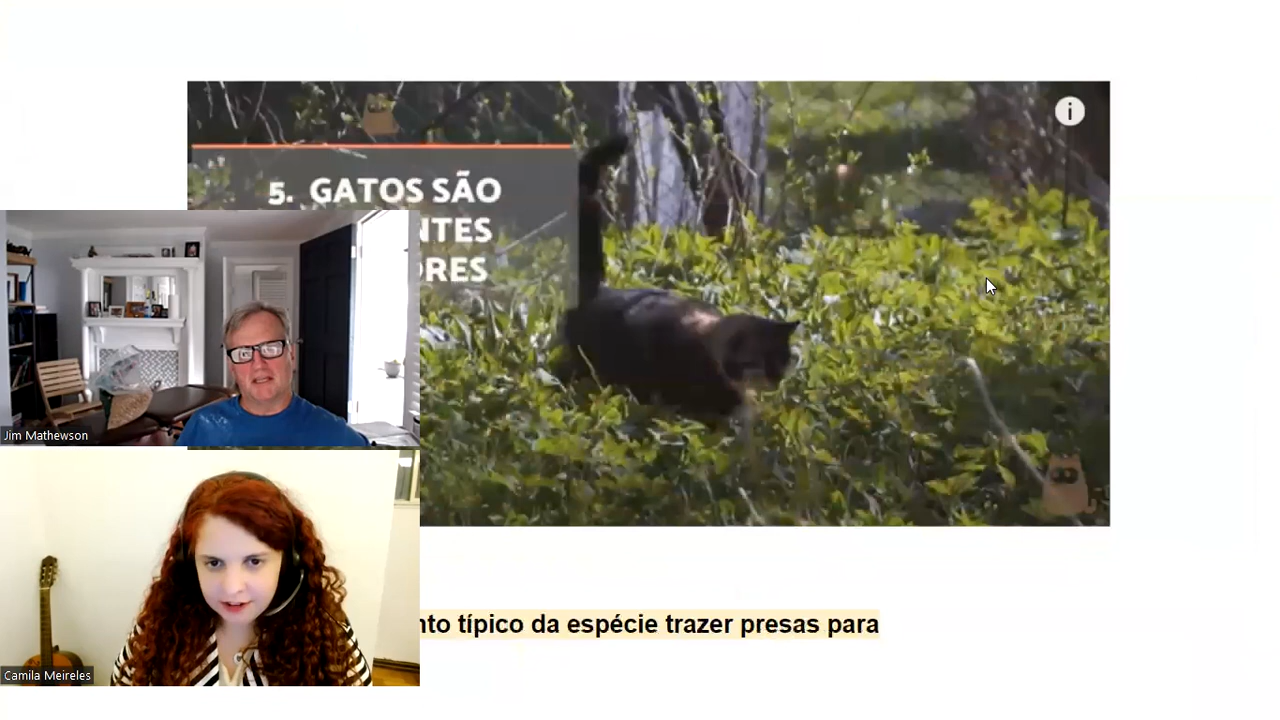 5. GATOS SÃO
NTES
ORES
Jim Mathewson
nto típico da espécie trazer presas para
Camila Meireles